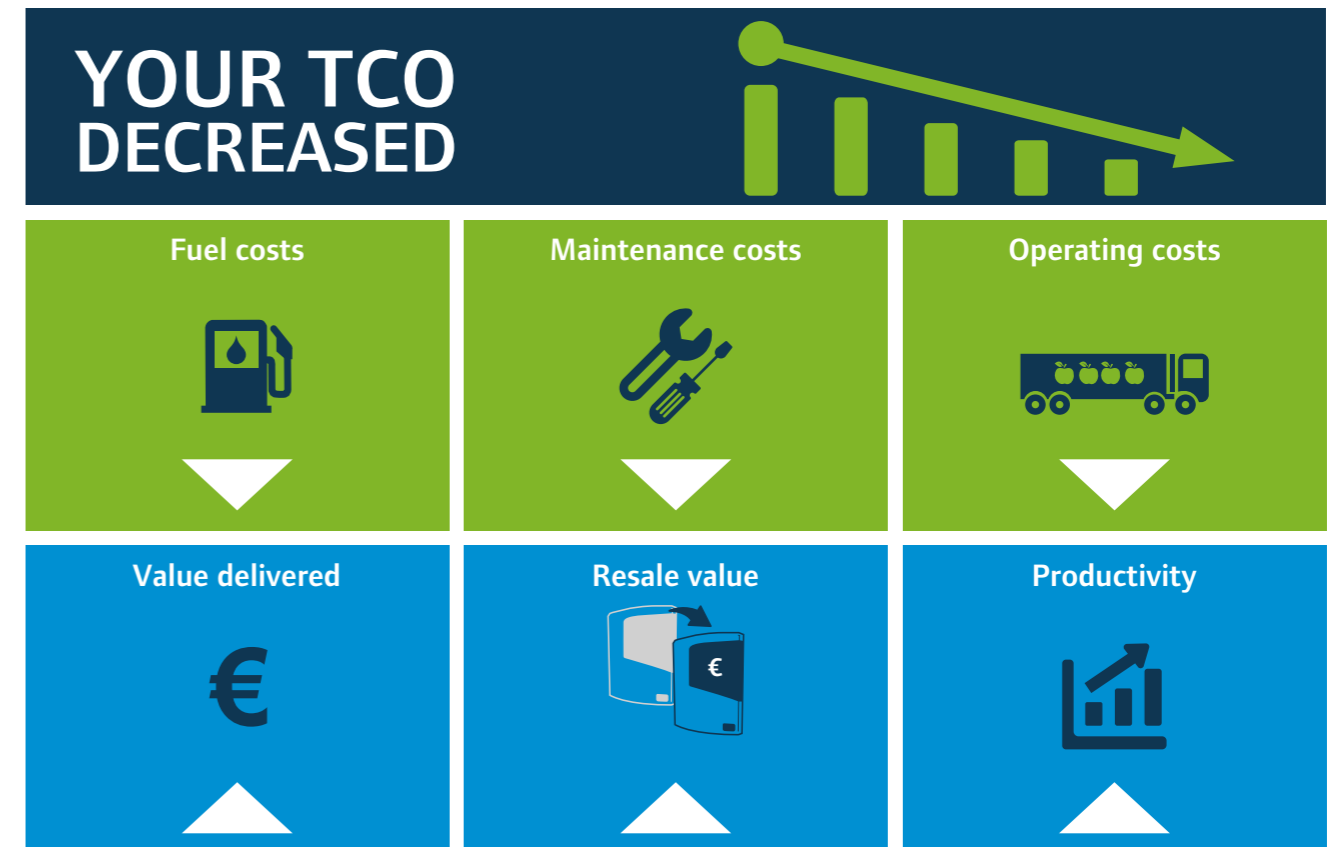 YOUR TCO
DECREASED
Fuel costs
Maintenance costs
Operating costs
Value delivered
Resale value
Productivity
€
€